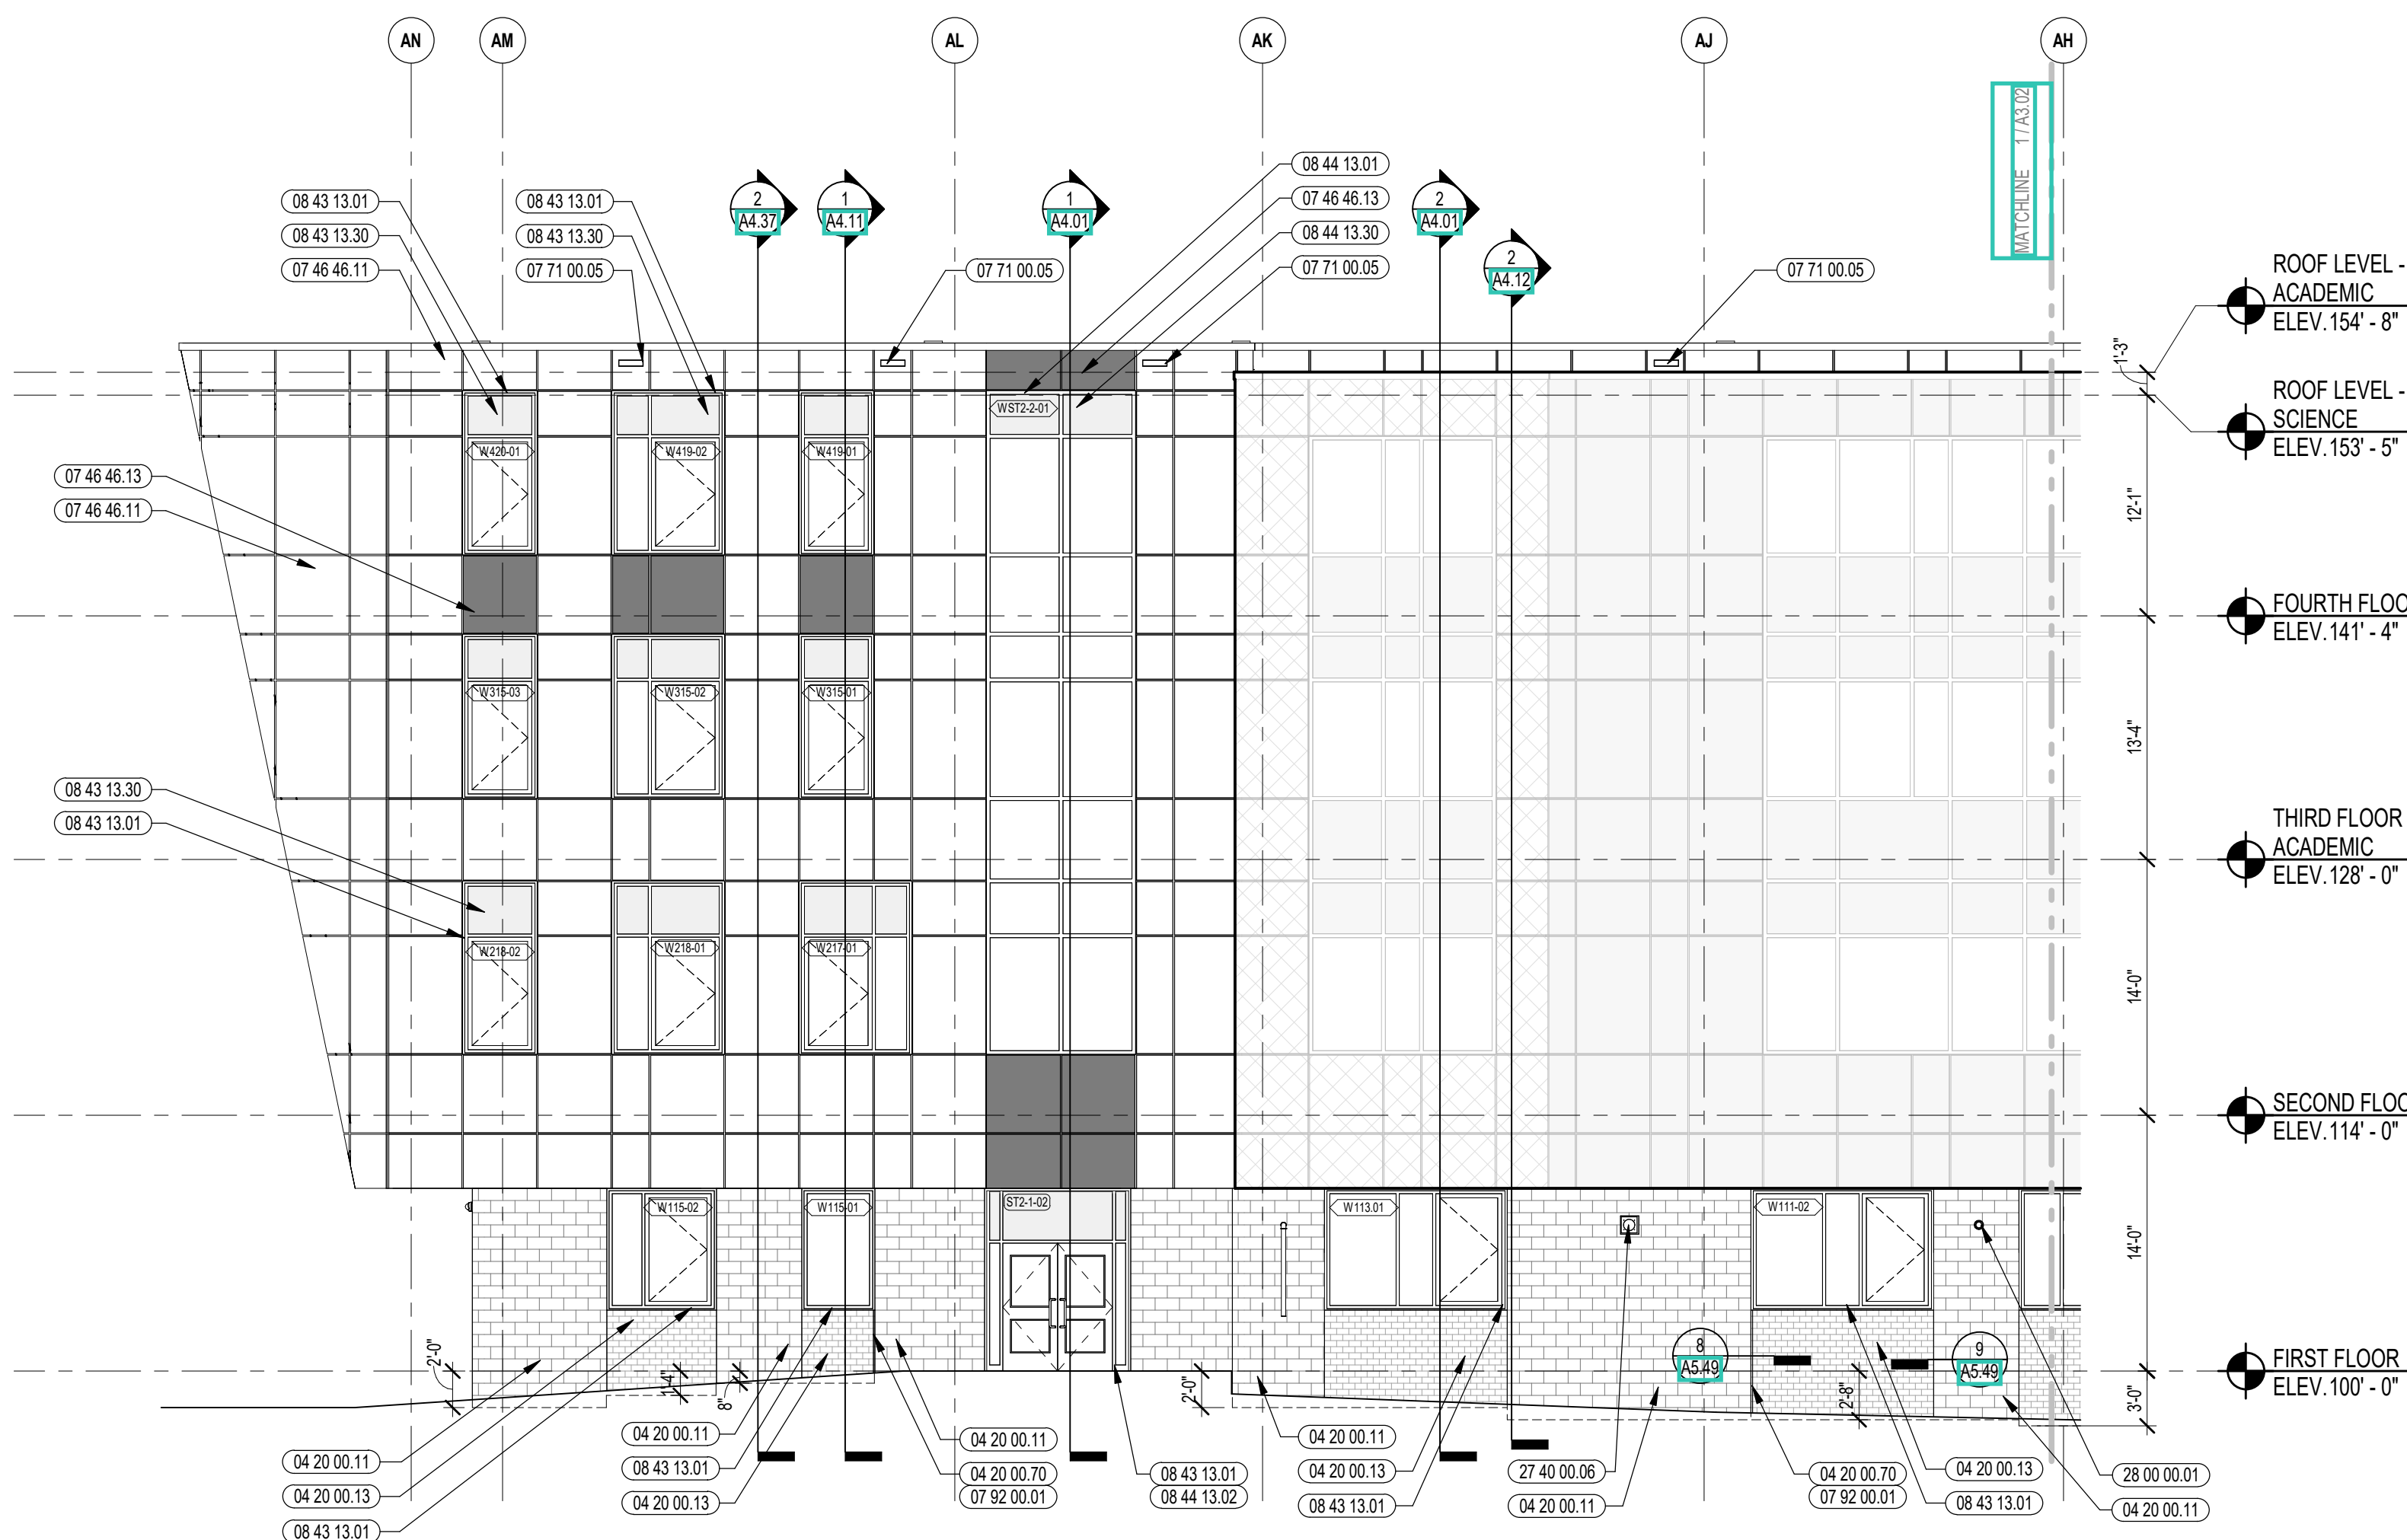 AN
AM
AL
AK
AJ
AH
MATCHLINE 1 / A3.02
08 43 13.01
08 43 13.30
07 46 46.11
08 43 13.01
08 43 13.30
07 71 00.05
2
A4.37
1
A4.11
07 71 00.05
1
A4.01
08 44 13.01
07 46 46.13
08 44 13.30
07 71 00.05
2
A4.01
2
A4.12
07 71 00.05
ROOF LEVEL -
ACADEMIC
ELEV.154' - 8"
1'-3"
ROOF LEVEL -
SCIENCE
ELEV.153' - 5"
WST2-2-01
W420-01
W419-02
W419-01
07 46 46.13
07 46 46.11
12'-1"
FOURTH FLOO
ELEV.141' - 4"
W315-03
W315-02
W315-01
13'-4"
08 43 13.30
08 43 13.01
THIRD FLOOR
ACADEMIC
ELEV.128' - 0"
W218-02
W218-01
W217-01
14'-0"
SECOND FLOO
ELEV.114' - 0"
W115-02
W115-01
ST2-1-02
W113.01
W111-02
14'-0"
2'-0"
1'-4"
8"
2'-0"
8
A5.49
9
A5.49
2'-8"
3'-0"
FIRST FLOOR
ELEV.100' - 0"
04 20 00.11
04 20 00.13
08 43 13.01
04 20 00.11
08 43 13.01
04 20 00.13
04 20 00.11
04 20 00.70
07 92 00.01
08 43 13.01
08 44 13.02
04 20 00.11
04 20 00.13
08 43 13.01
27 40 00.06
04 20 00.11
04 20 00.70
07 92 00.01
04 20 00.13
08 43 13.01
28 00 00.01
04 20 00.11